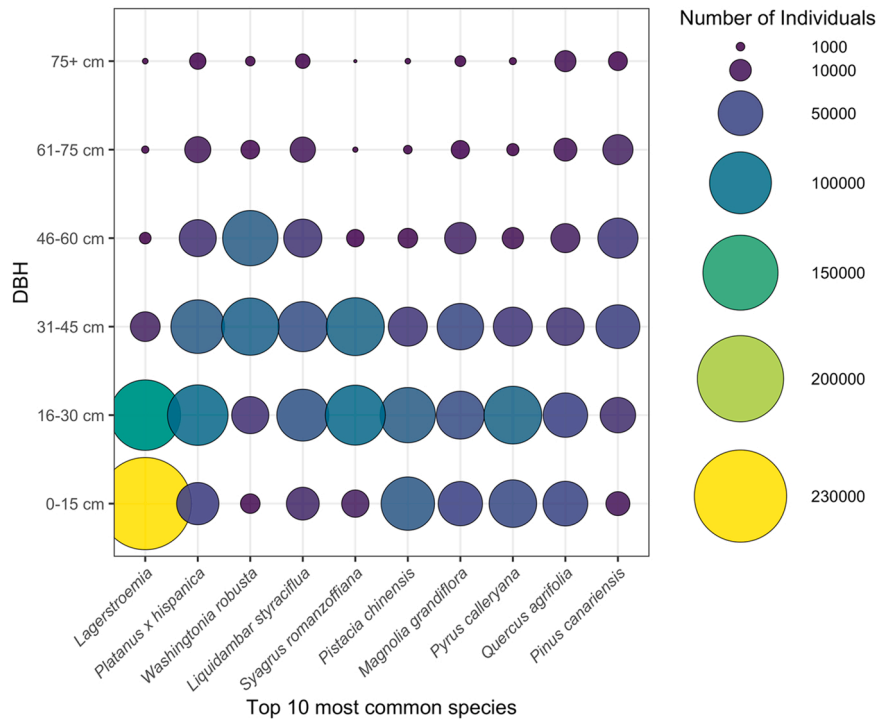 Number of Individuals
1000
10000
50000
100000
150000
200000
230000
DBH
75+ cm
61-75 cm
46-60 cm
31-45 cm
16-30 cm
0-15 cm
Lagerstroemia
Platanus x hispanica
Washingtonia robusta
Liquidambar styraciflua
Syagrus romanzoffiana
Pistacia chinensis
Magnolia grandiflora
Pyrus calleryana
Quercus agrifolia
Pinus canariensis
Top 10 most common species